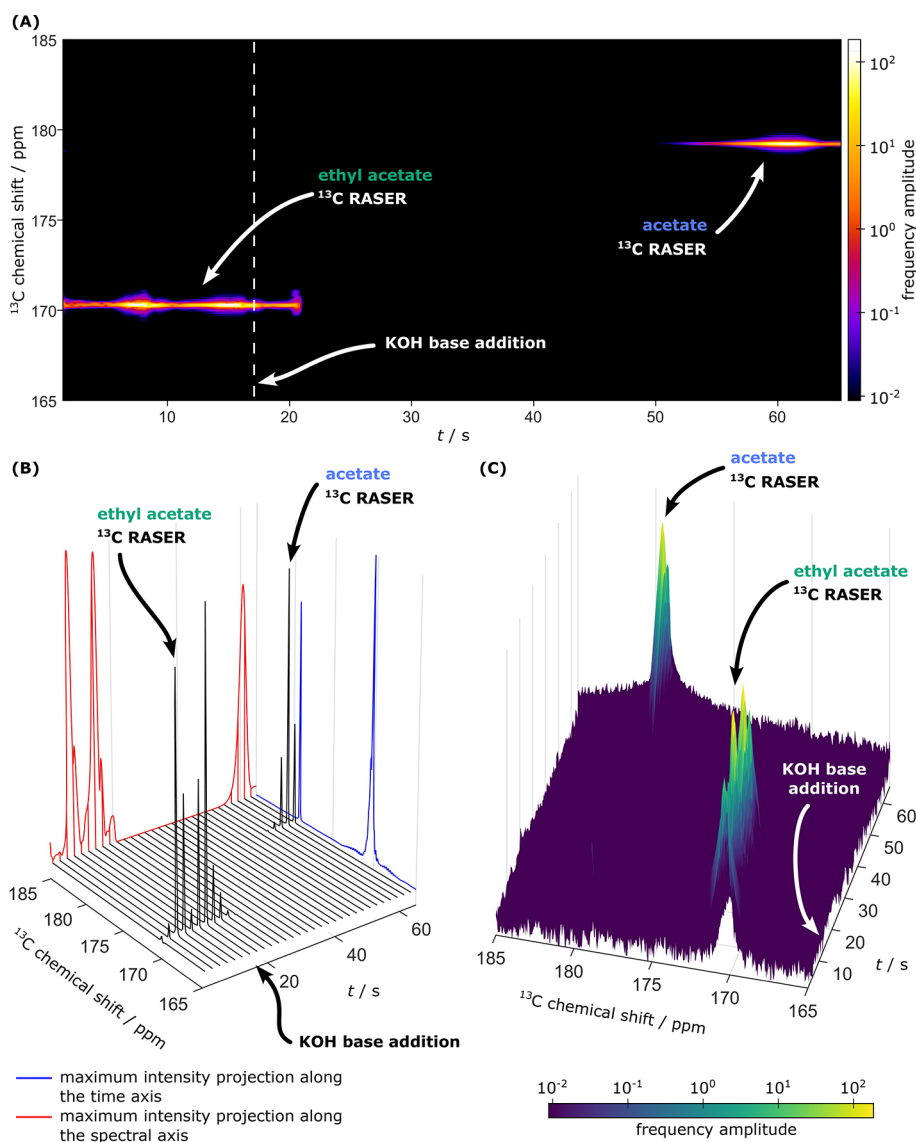 (A)
185
180
175
170
165
¹³C chemical shift / ppm
ethyl acetate
¹³C RASER
acetate
¹³C RASER
KOH base addition
10
20
30
40
50
60
t / s
10²
10¹
10⁰
10⁻¹
10⁻²
frequency amplitude
(B)
acetate
¹³C RASER
ethyl acetate
¹³C RASER
185
180
175
170
165
¹³C chemical shift / ppm
20
40
60
t / s
KOH base addition
maximum intensity projection along
the time axis
maximum intensity projection along
the spectral axis
(C)
acetate
¹³C RASER
ethyl acetate
¹³C RASER
KOH base
addition
60
50
40
30
20
10
t / s
185
180
175
170
165
¹³C chemical shift / ppm
10⁻²
10⁻¹
10⁰
10¹
10²
frequency amplitude